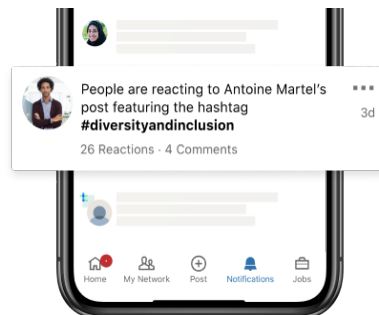 People are reacting to Antoine Martel's
post featuring the hashtag
#diversityandinclusion
3d
26 Reactions · 4 Comments
Home My Network Post Notifications Jobs